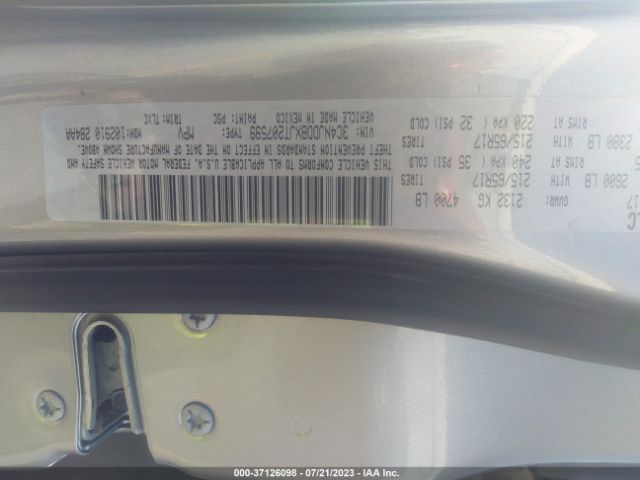 GVWR: 2132 KG 4700 LB
2600 LB WITH 215/65R17 TIRES
240 KPA ( 35 PSI) COLD
2300 LB WITH 215/65R17 TIRES
RIMS AT 220 KPA ( 32 PSI) COLD
THIS VEHICLE CONFORMS TO ALL APPLICABLE U.S.A. FEDERAL MOTOR VEHICLE SAFETY AND
THEFT PREVENTION STANDARDS IN EFFECT ON THE DATE OF MANUFACTURE SHOWN ABOVE.
VIN: 3C4NJDDBXJT207599 TYPE: MPV MDH:102910 284AA
VEHICLE MADE IN MEXICO PAINT: PSC TRIM: TLXC
000-37126098 - 07/21/2023 - IAA Inc.